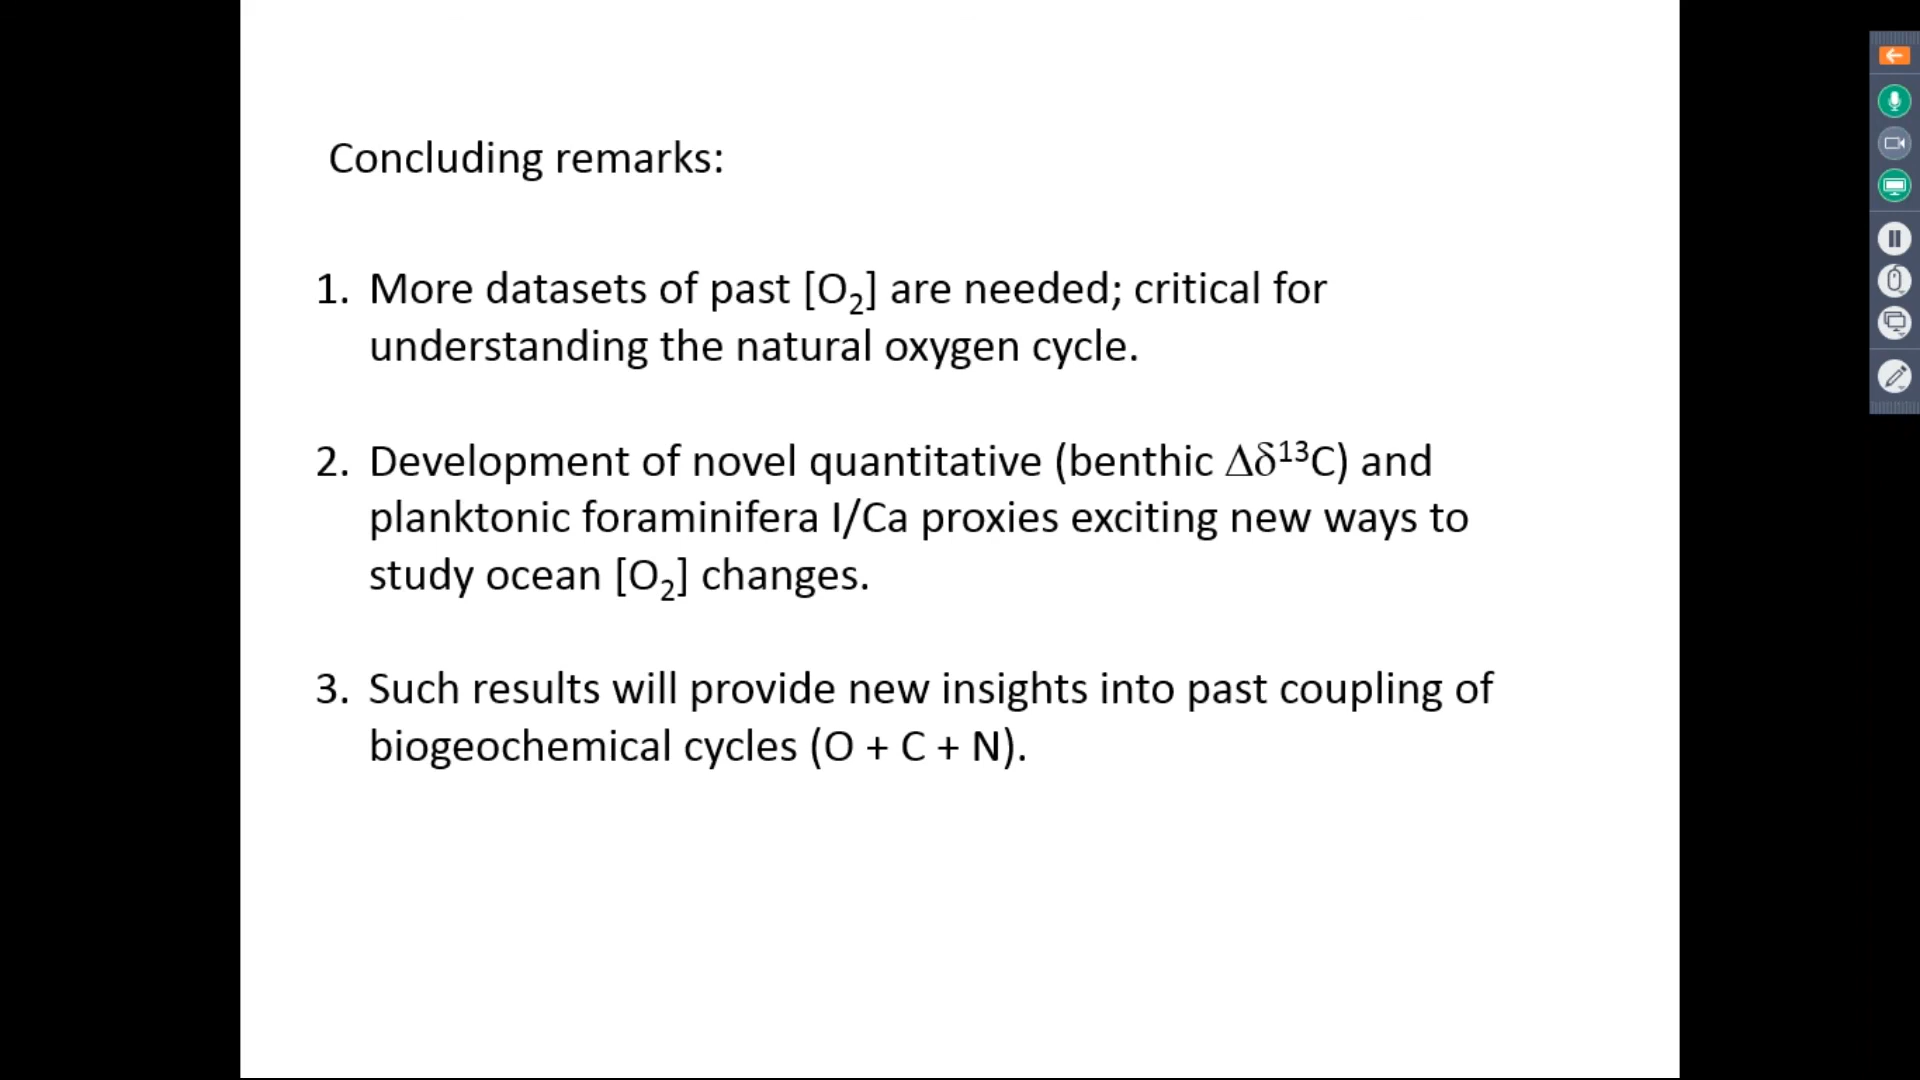 Concluding remarks:
1. More datasets of past [O₂] are needed; critical for
understanding the natural oxygen cycle.
2. Development of novel quantitative (benthic Δδ¹³C) and
planktonic foraminifera I/Ca proxies exciting new ways to
study ocean [O₂] changes.
3. Such results will provide new insights into past coupling of
biogeochemical cycles (O + C + N).